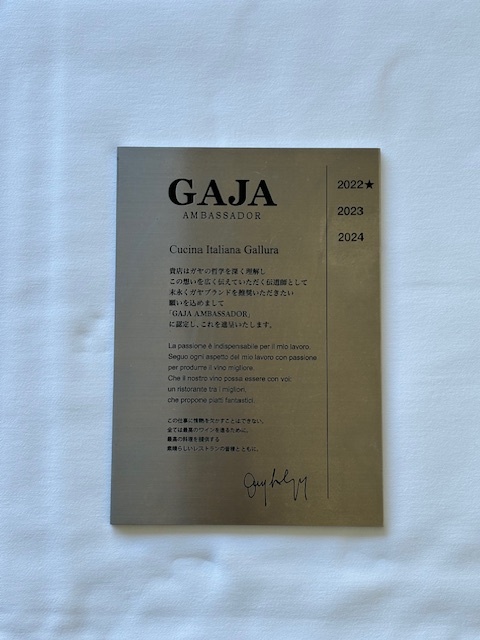 GAJA
AMBASSADOR
Cucina Italiana Gallura
貴店はガヤの哲学を深く理解し
この想いを広く伝えていただく伝道師として
末永くガヤブランドを推奨いただきたい
願いを込めまして
「GAJA AMBASSADOR」
に認定し、これを進呈いたします。
La passione è indispensabile per il mio lavoro.
Seguo ogni aspetto del mio lavoro con passione
per produrre il vino migliore.
Che il nostro vino possa essere con voi:
un ristorante tra i migliori,
che propone piatti fantastici.
この仕事に情熱を欠かすことはできない。
全ては最高のワインを造るために。
最高の料理を提供する
素晴らしいレストランの皆様とともに。
2022★
2023
2024